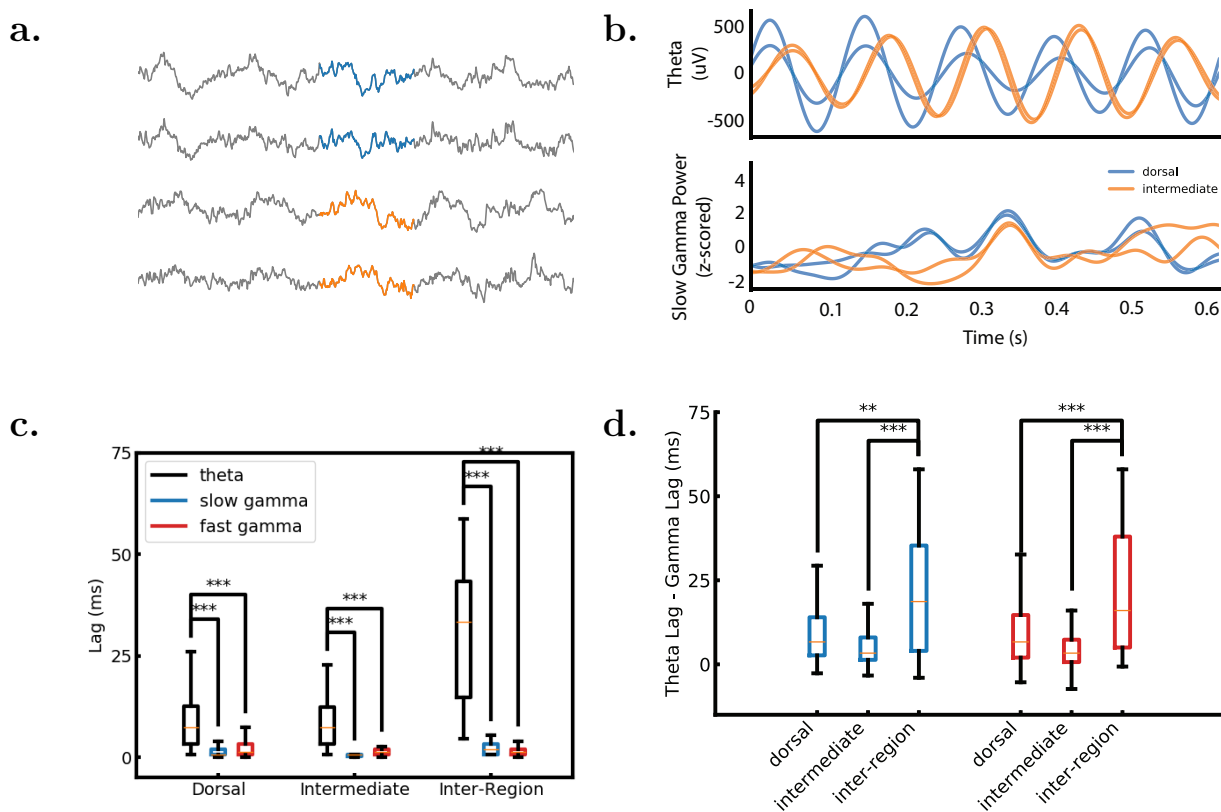 a.
b.
Theta
(uV)
500
0
-500
Slow Gamma Power
(z-scored)
4
2
0
-2
dorsal
intermediate
0
0.1
0.2
0.3
0.4
0.5
0.6
Time (s)
c.
Lag (ms)
75
50
25
0
theta
slow gamma
fast gamma
***
***
***
***
***
***
Dorsal
Intermediate
Inter-Region
d.
Theta Lag - Gamma Lag (ms)
75
50
25
0
**
***
***
***
dorsal
intermediate
inter-region
dorsal
intermediate
inter-region